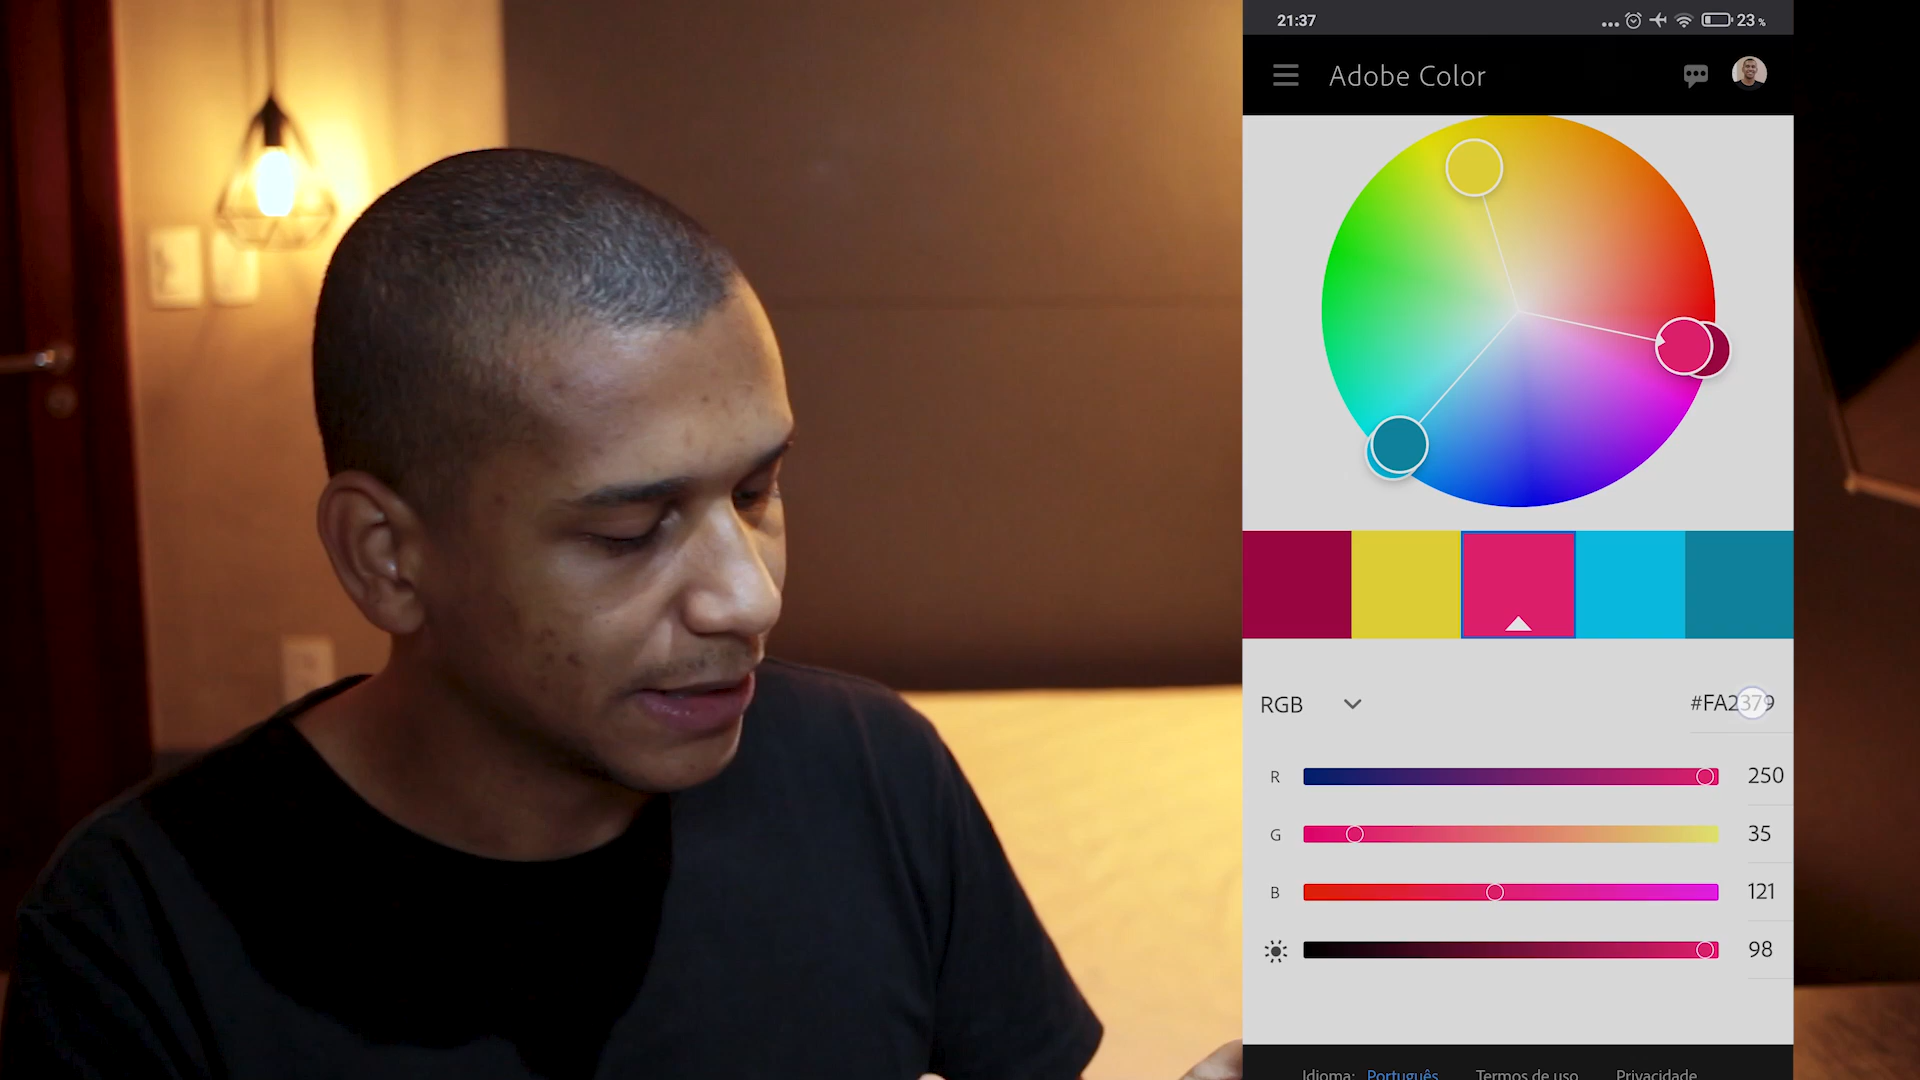 21:37
23 %
Adobe Color
RGB
#FA2379
R
250
G
35
B
121
98
Idioma: Português Termos de uso Privacidade